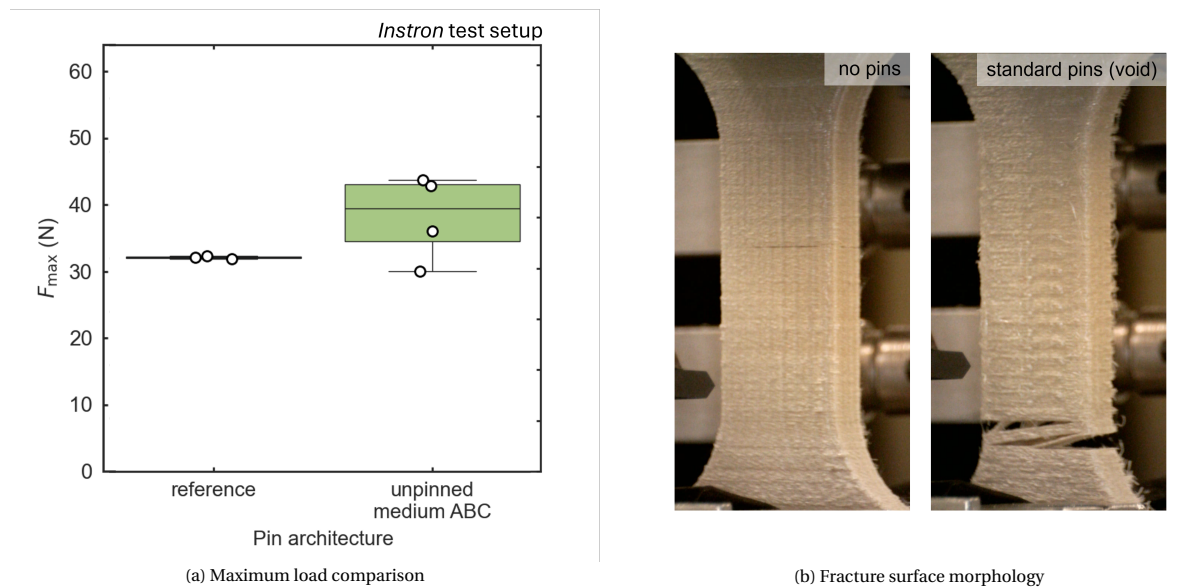 Instron test setup
60
50
40
30
20
10
0
F_max (N)
reference
unpinned
medium ABC
Pin architecture
(a) Maximum load comparison
no pins
standard pins (void)
(b) Fracture surface morphology